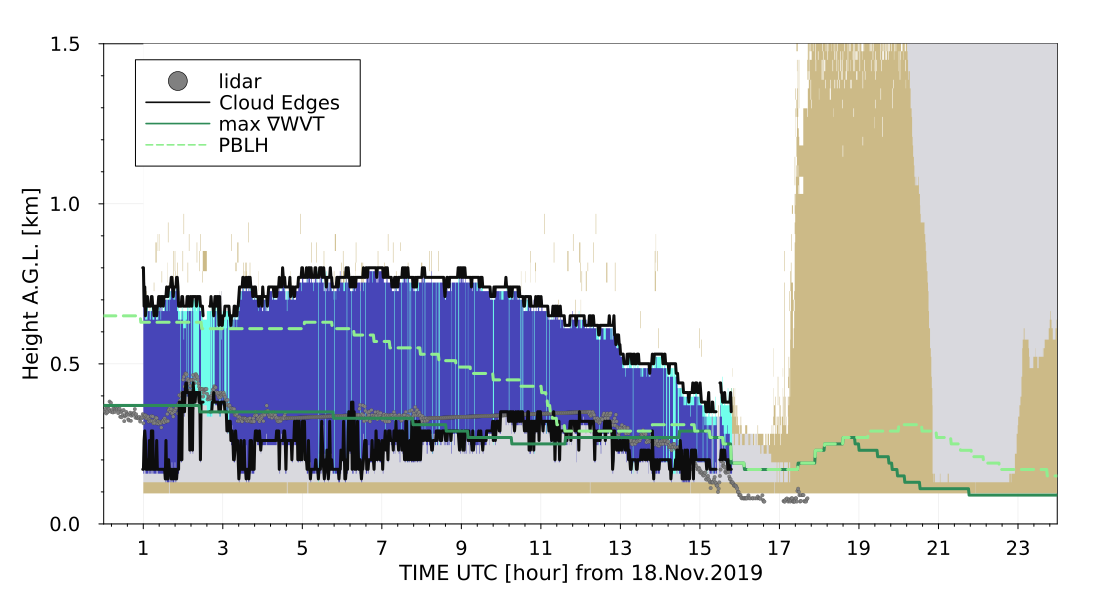 1.5
1.0
0.5
0.0
Height A.G.L. [km]
lidar
Cloud Edges
max ∇WVT
PBLH
1 3 5 7 9 11 13 15 17 19 21 23
TIME UTC [hour] from 18.Nov.2019